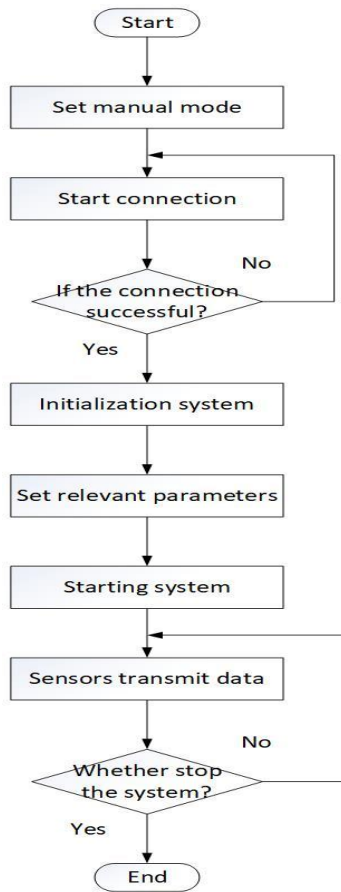 Start
Set manual mode
Start connection
No
If the connection
successful?
Yes
Initialization system
Set relevant parameters
Starting system
Sensors transmit data
No
Whether stop
the system?
Yes
End